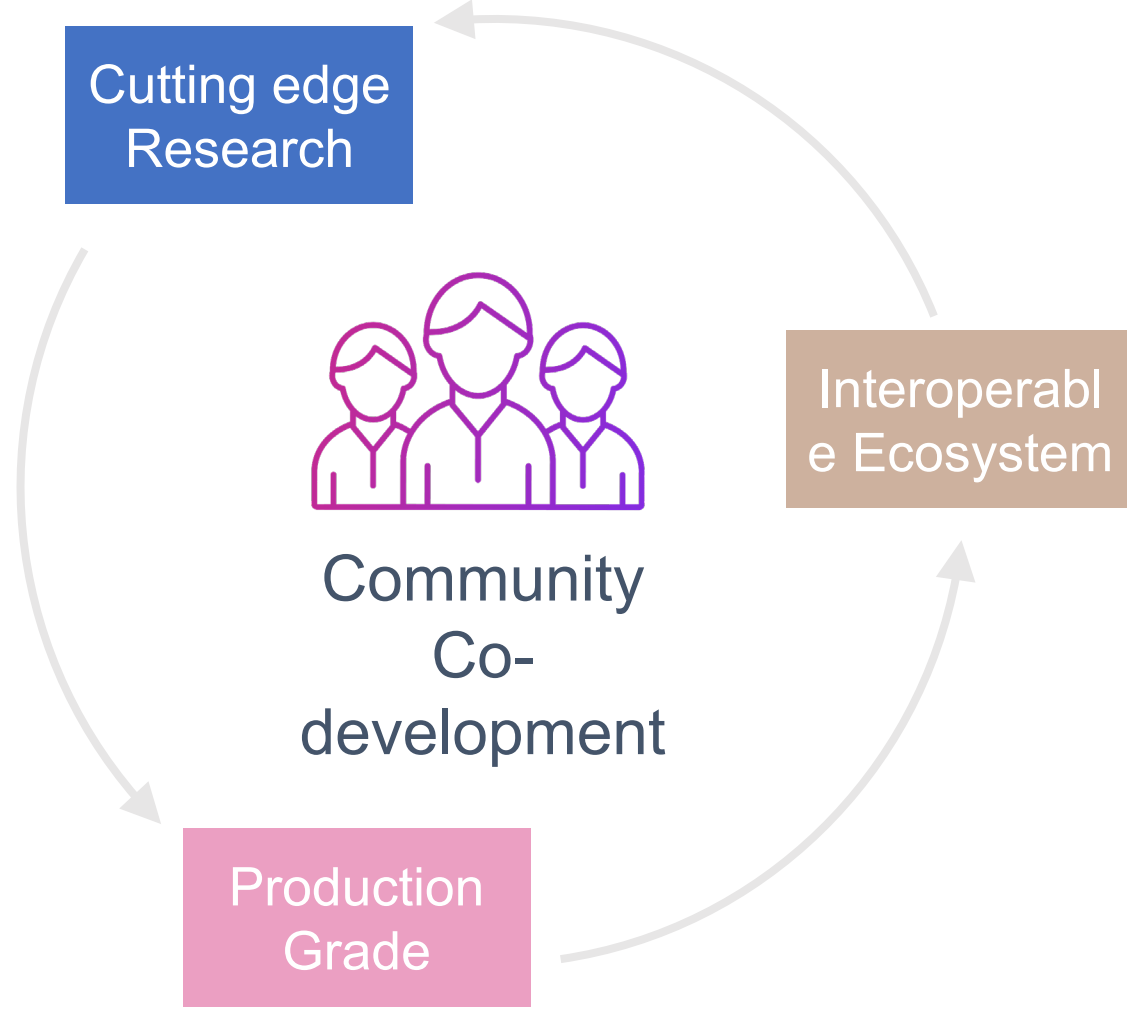 Cutting edge
Research
Interoperabl
e Ecosystem
Community
Co-
development
Production
Grade